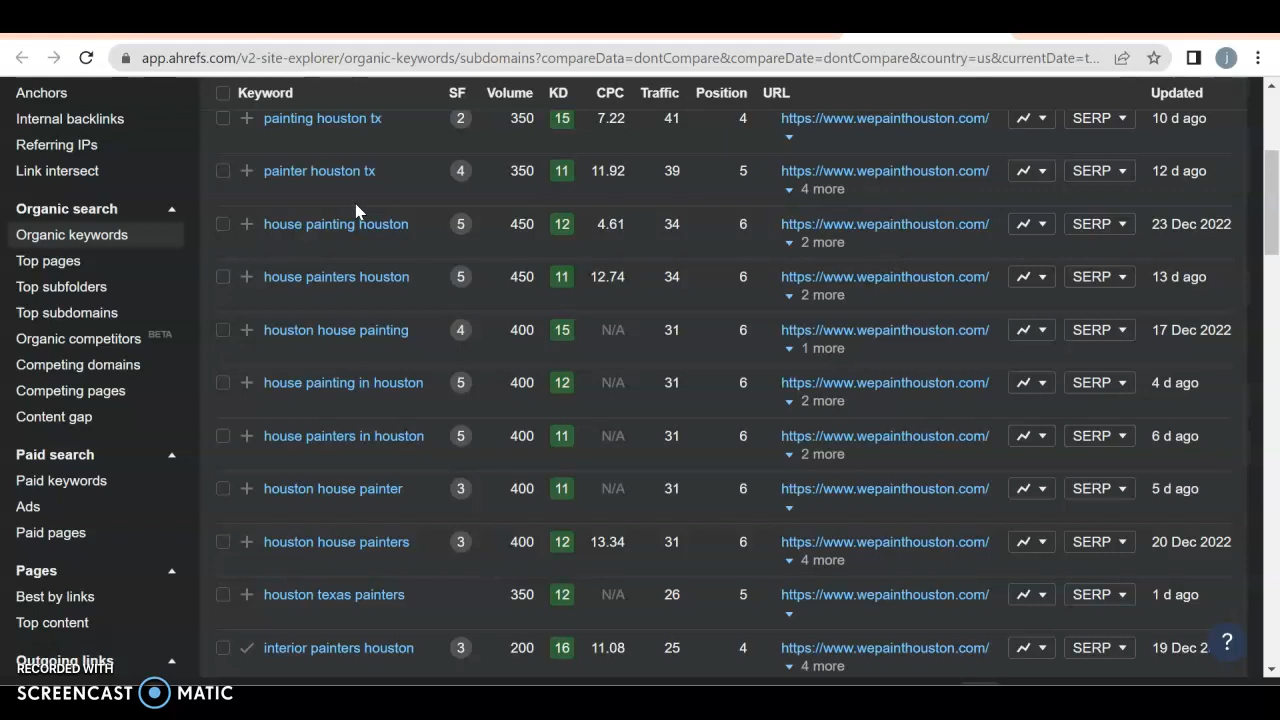 app.ahrefs.com/v2-site-explorer/organic-keywords/subdomains?compareData=dontCompare&compareDate=dontCompare&country=us&currentDate=t... j
Anchors
Internal backlinks
Referring IPs
Link intersect
Organic search
Organic keywords
Top pages
Top subfolders
Top subdomains
Organic competitors BETA
Competing domains
Competing pages
Content gap
Paid search
Paid keywords
Ads
Paid pages
Pages
Best by links
Top content
Outgoing links
Keyword SF Volume KD CPC Traffic Position URL Updated
painting houston tx 2 350 15 7.22 41 4 https://www.wepainthouston.com/ SERP 10 d ago
painter houston tx 4 350 11 11.92 39 5 https://www.wepainthouston.com/ SERP 12 d ago
4 more
house painting houston 5 450 12 4.61 34 6 https://www.wepainthouston.com/ SERP 23 Dec 2022
2 more
house painters houston 5 450 11 12.74 34 6 https://www.wepainthouston.com/ SERP 13 d ago
2 more
houston house painting 4 400 15 N/A 31 6 https://www.wepainthouston.com/ SERP 17 Dec 2022
1 more
house painting in houston 5 400 12 N/A 31 6 https://www.wepainthouston.com/ SERP 4 d ago
2 more
house painters in houston 5 400 11 N/A 31 6 https://www.wepainthouston.com/ SERP 6 d ago
2 more
houston house painter 3 400 11 N/A 31 6 https://www.wepainthouston.com/ SERP 5 d ago
houston house painters 3 400 12 13.34 31 6 https://www.wepainthouston.com/ SERP 20 Dec 2022
4 more
houston texas painters 350 12 N/A 26 5 https://www.wepainthouston.com/ SERP 1 d ago
interior painters houston 3 200 16 11.08 25 4 https://www.wepainthouston.com/ SERP 19 Dec 2
4 more
?
RECORDED WITH
SCREENCAST MATIC